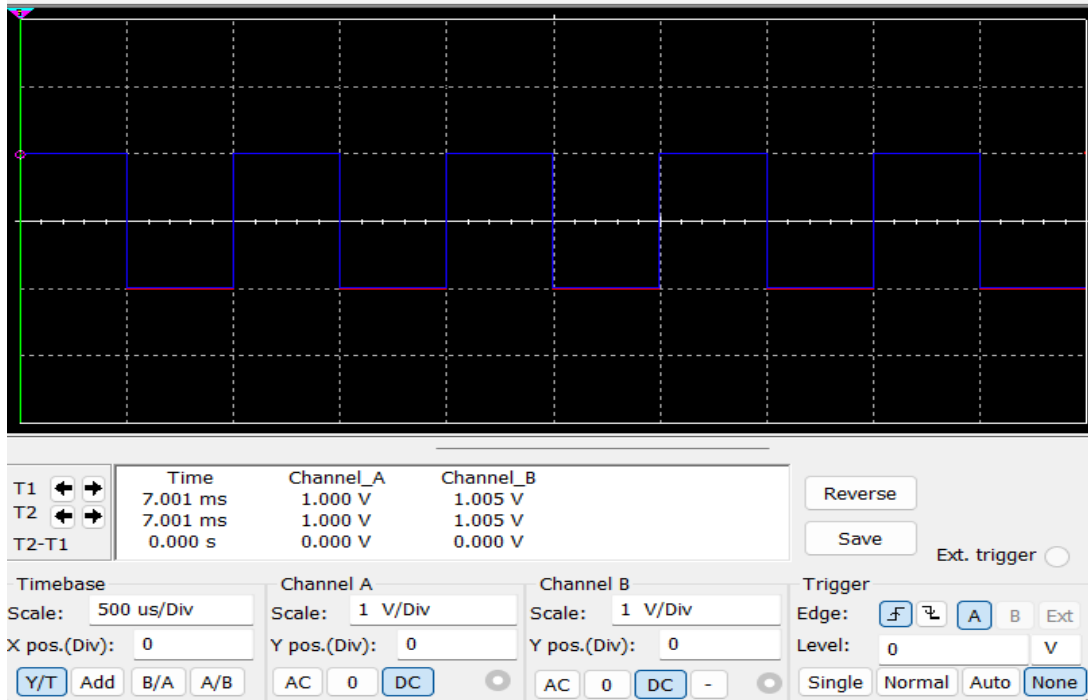 Time Channel_A Channel_B
T1 7.001 ms 1.000 V 1.005 V
T2 7.001 ms 1.000 V 1.005 V
T2-T1 0.000 s 0.000 V 0.000 V
Reverse
Save
Ext. trigger
Timebase
Scale: 500 us/Div
X pos.(Div): 0
Y/T Add B/A A/B
Channel A
Scale: 1 V/Div
Y pos.(Div): 0
AC 0 DC
Channel B
Scale: 1 V/Div
Y pos.(Div): 0
AC 0 DC -
Trigger
Edge: A B Ext
Level: 0 V
Single Normal Auto None